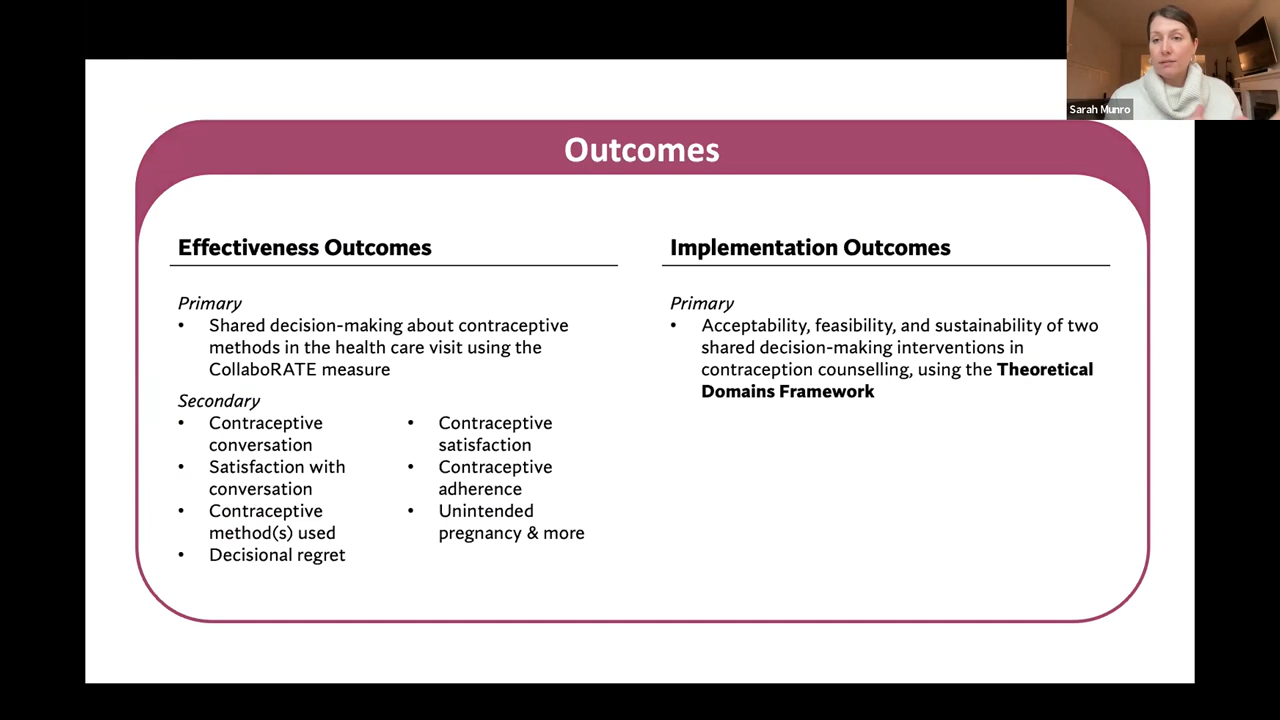 Sarah Munro
Outcomes
Effectiveness Outcomes
Primary
• Shared decision-making about contraceptive
methods in the health care visit using the
CollaboRATE measure
Secondary
• Contraceptive
conversation
• Satisfaction with
conversation
• Contraceptive
method(s) used
• Decisional regret
• Contraceptive
satisfaction
• Contraceptive
adherence
• Unintended
pregnancy & more
Implementation Outcomes
Primary
• Acceptability, feasibility, and sustainability of two
shared decision-making interventions in
contraception counselling, using the Theoretical
Domains Framework